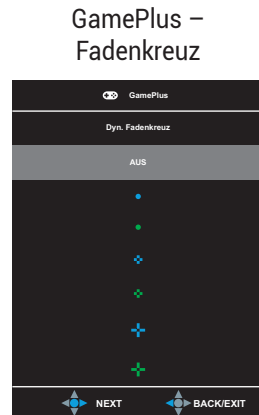 GamePlus –
Fadenkreuz
GamePlus
Dyn. Fadenkreuz
AUS
NEXT BACK/EXIT